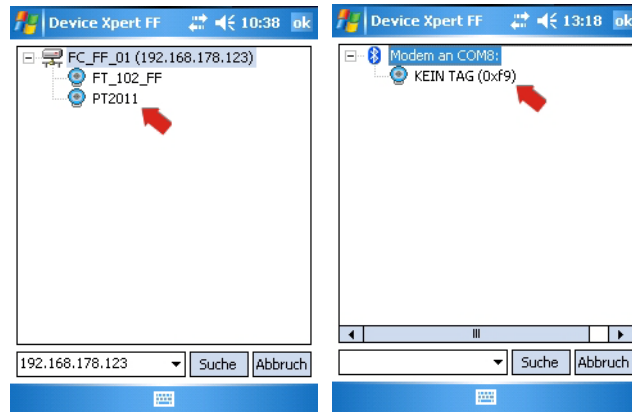 Device Xpert FF 10:38 ok
FC_FF_01 (192.168.178.123)
FT_102_FF
PT2011
192.168.178.123 Suche Abbruch
Device Xpert FF 13:18 ok
Modem an COM8:
KEIN TAG (0xf9)
Suche Abbruch